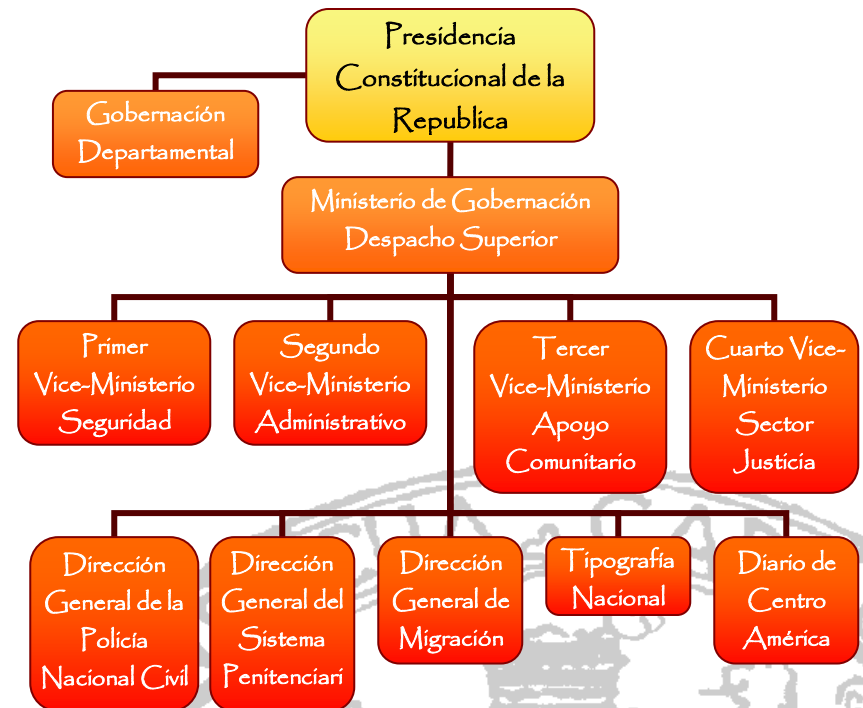 Presidencia
Constitucional de la
Republica
Gobernación
Departamental
Ministerio de Gobernación
Despacho Superior
Primer
Vice-Ministerio
Seguridad
Segundo
Vice-Ministerio
Administrativo
Tercer
Vice-Ministerio
Apoyo
Comunitario
Cuarto Vice-
Ministerio
Sector
Justicia
Dirección
General de la
Policía
Nacional Civil
Dirección
General del
Sistema
Penitenciari
Dirección
General de
Migración
Tipografía
Nacional
Diario de
Centro
América